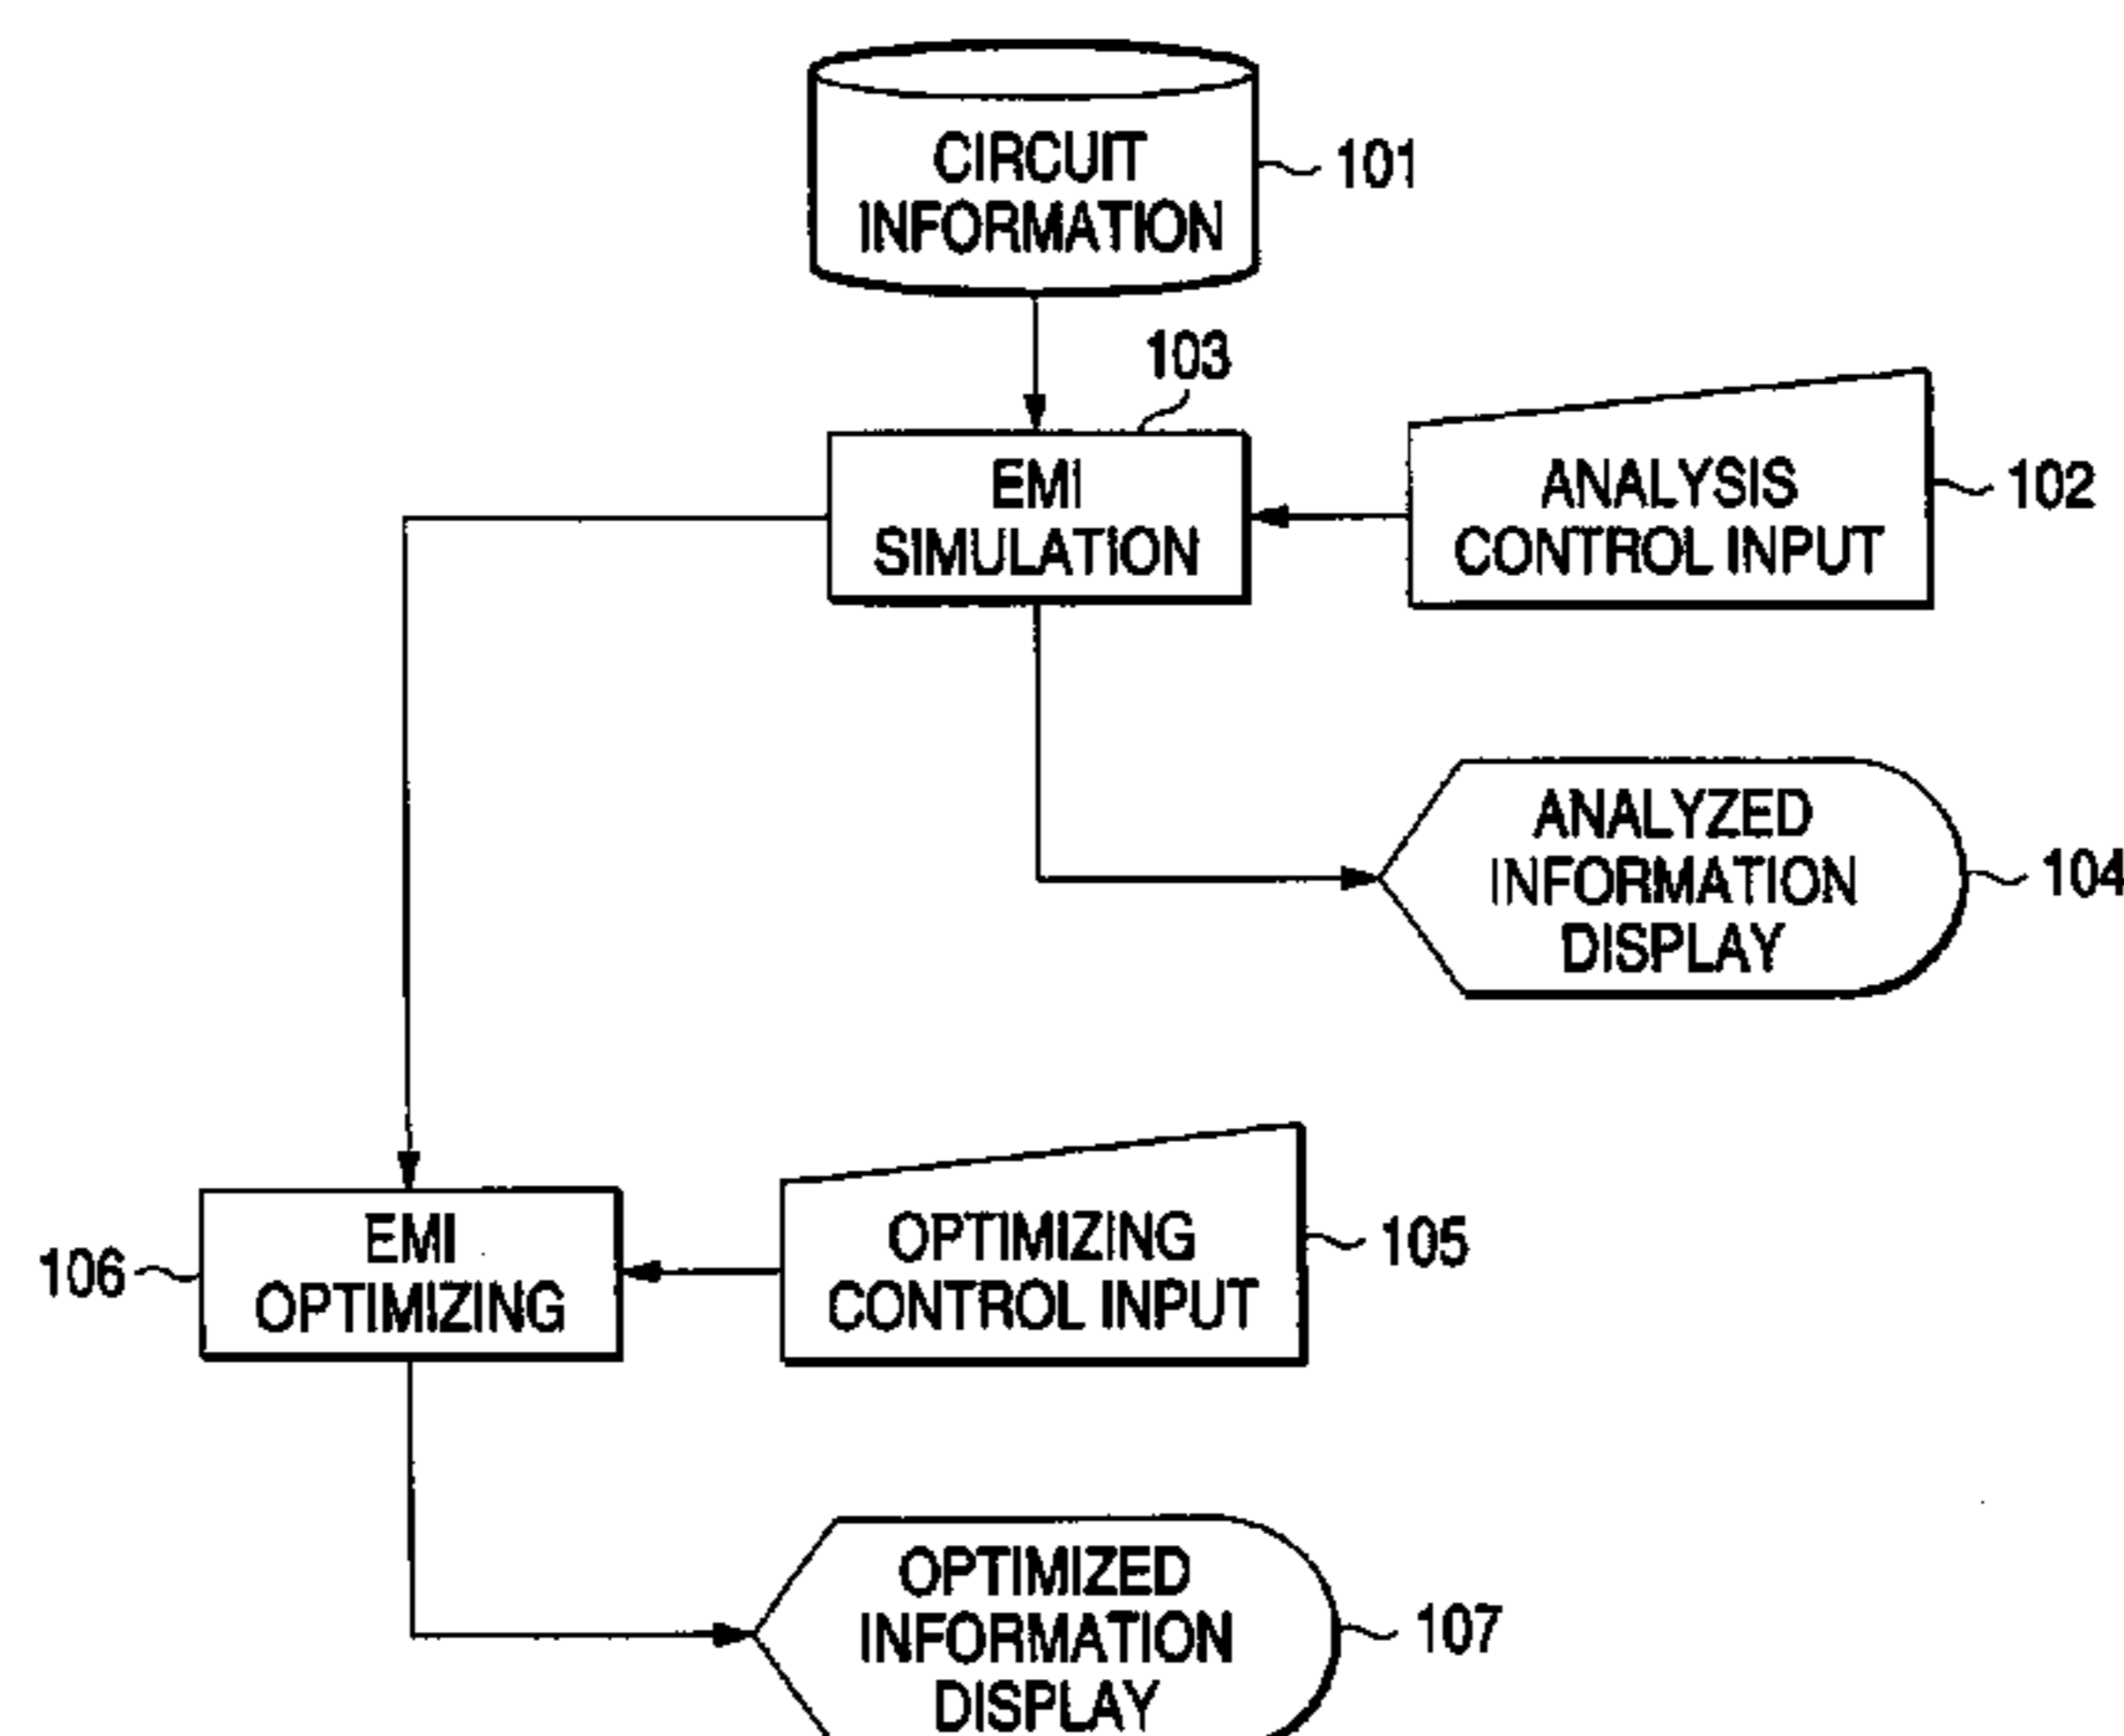 CIRCUIT
INFORMATION
101
103
EMI
SIMULATION
ANALYSIS
CONTROL INPUT
102
ANALYZED
INFORMATION
DISPLAY
104
106
EMI
OPTIMIZING
OPTIMIZING
CONTROL INPUT
105
OPTIMIZED
INFORMATION
DISPLAY
107